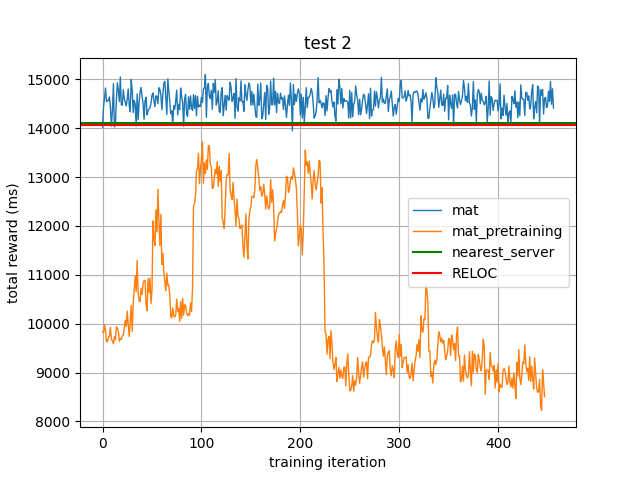 test 2
total reward (ms)
15000
14000
13000
12000
11000
10000
9000
8000
mat
mat_pretraining
nearest_server
RELOC
0
100
200
300
400
training iteration